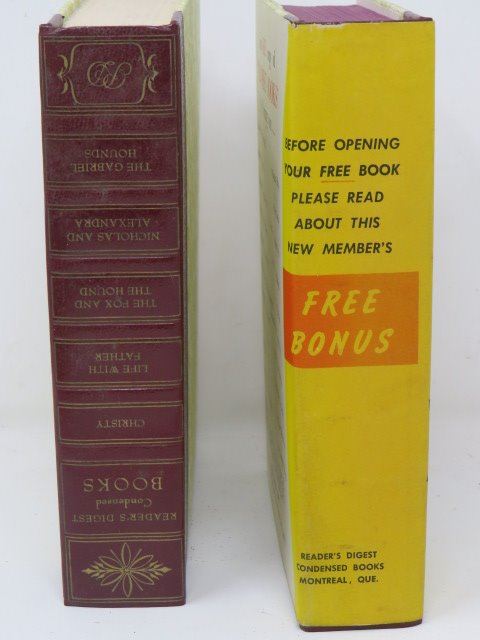 READER'S DIGEST
Condensed
BOOKS
CHRISTY
LIFE WITH
FATHER
THE FOX AND
THE HOUND
NICHOLAS AND
ALEXANDRA
THE GABRIEL
HOUNDS
RD
BEFORE OPENING
YOUR FREE BOOK
PLEASE READ
ABOUT THIS
NEW MEMBER'S
FREE
BONUS
READER'S DIGEST
CONDENSED BOOKS
MONTREAL, QUE.